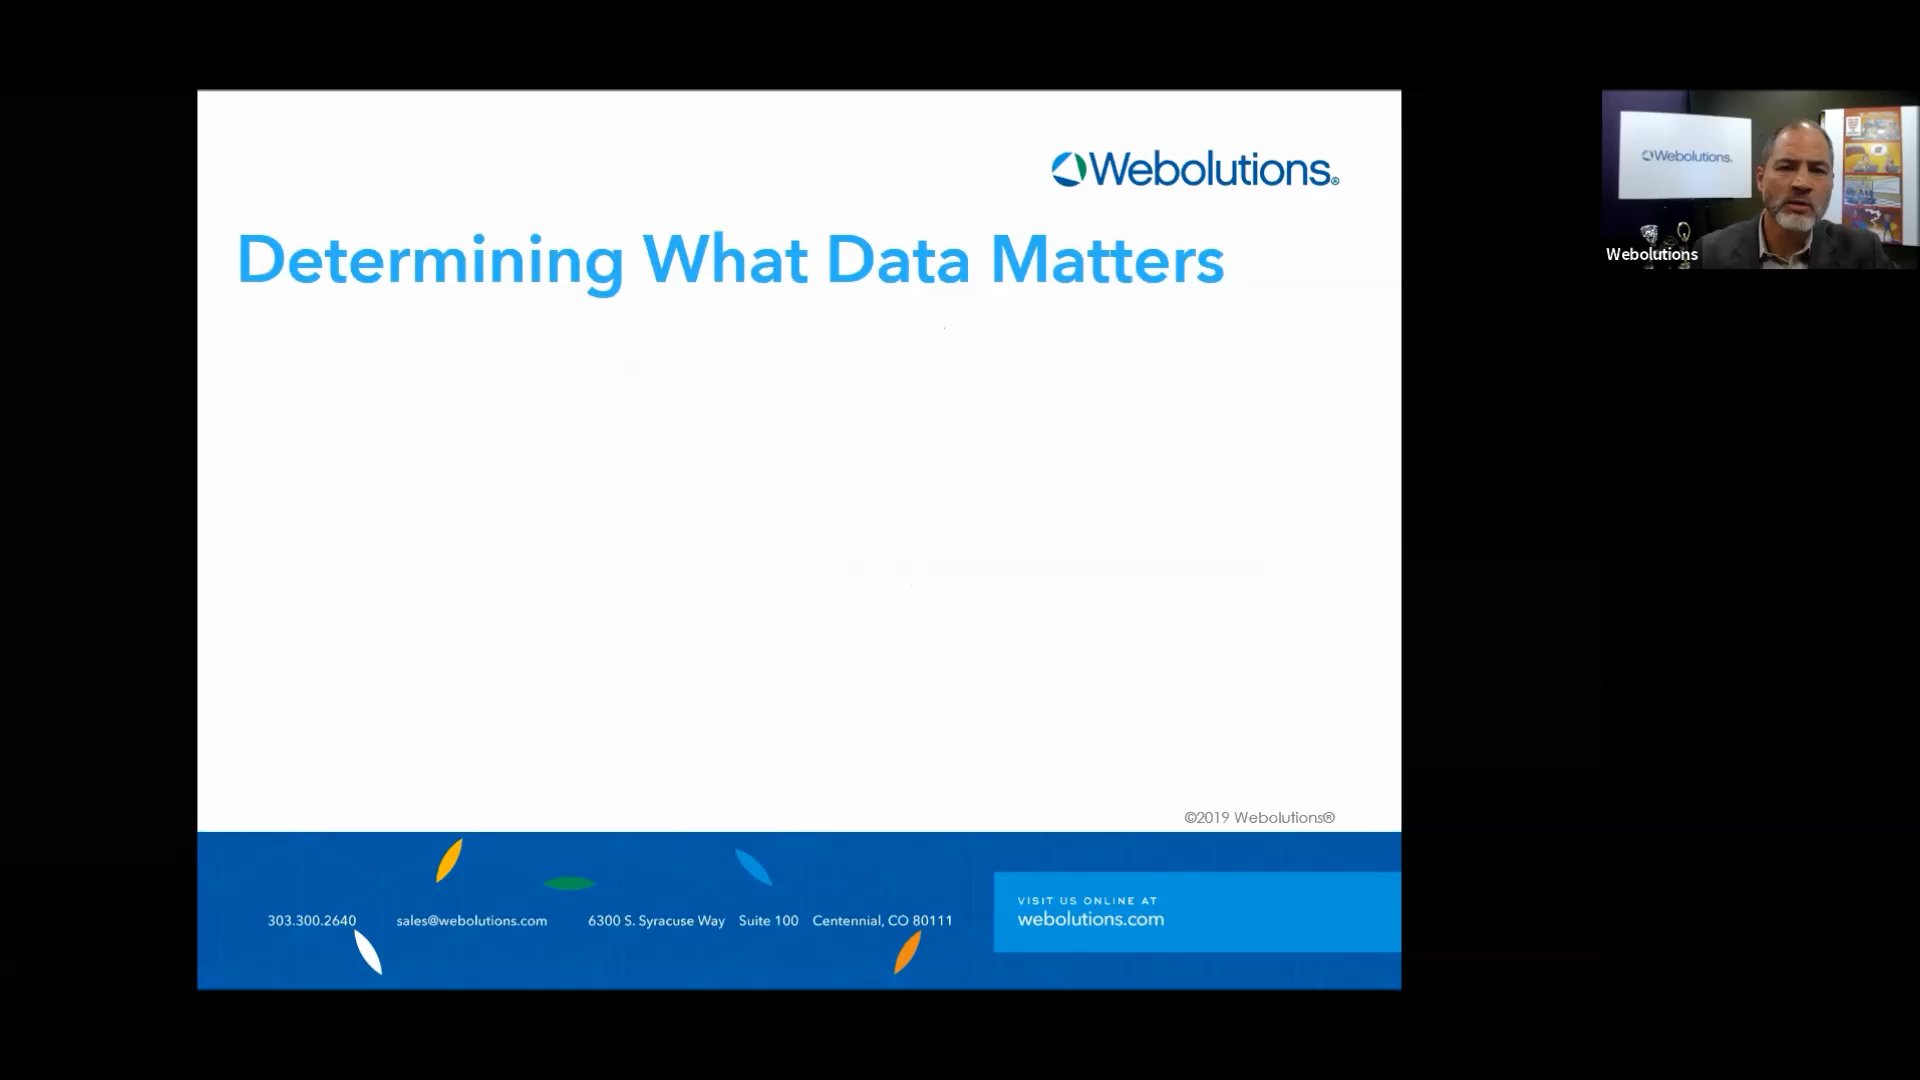 Webolutions®
Determining What Data Matters
©2019 Webolutions®
303.300.2640 sales@webolutions.com 6300 S. Syracuse Way Suite 100 Centennial, CO 80111
VISIT US ONLINE AT
webolutions.com
Webolutions.
Webolutions